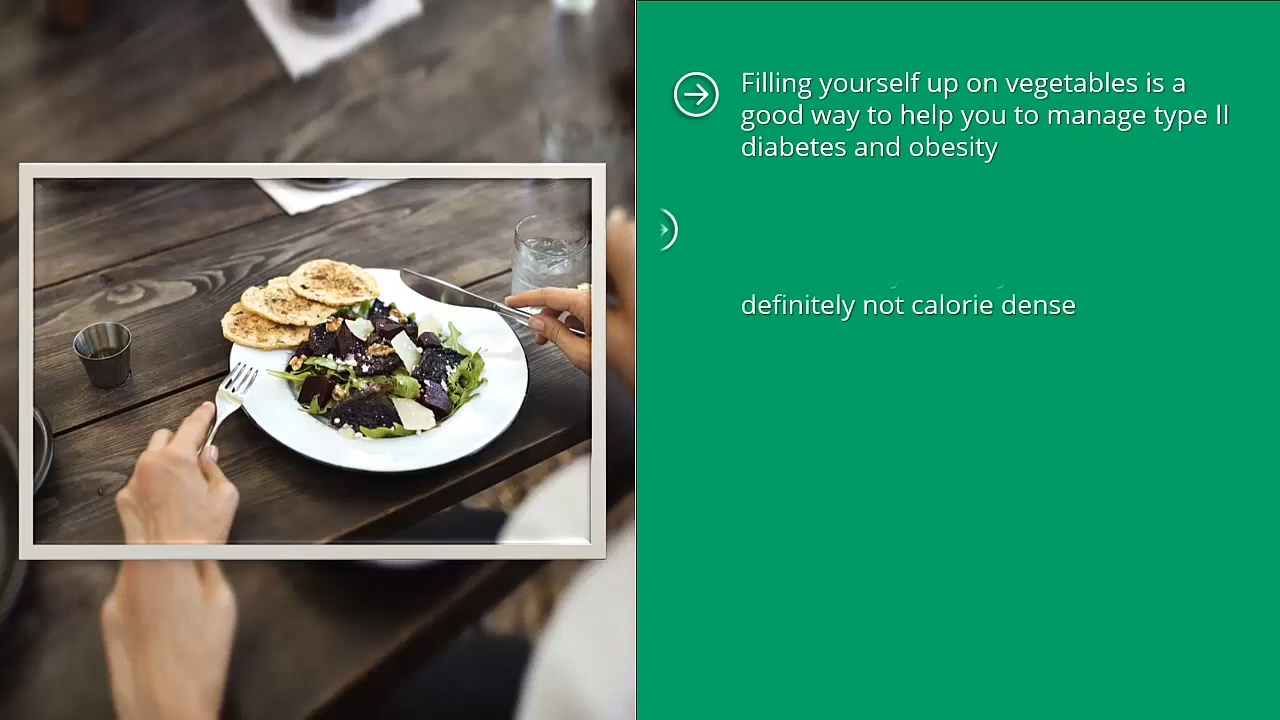 Filling yourself up on vegetables is a
good way to help you to manage type II
diabetes and obesity
definitely not calorie dense